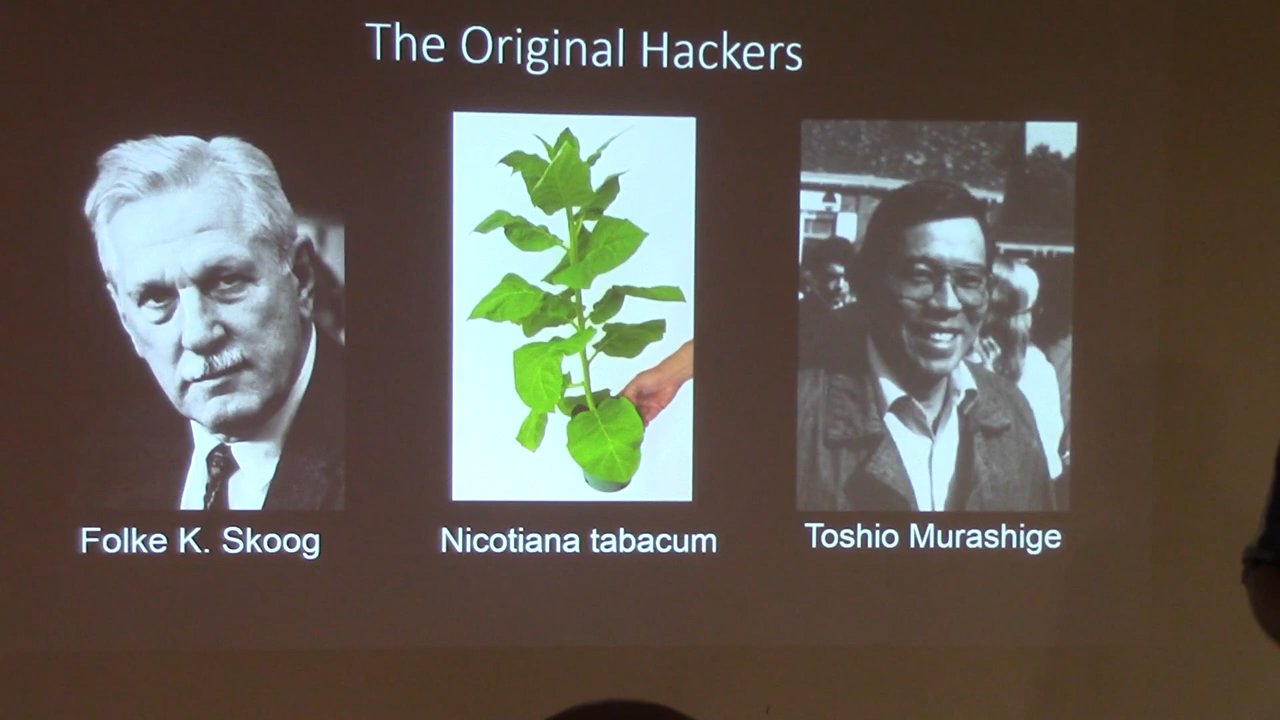 The Original Hackers
Folke K. Skoog
Nicotiana tabacum
Toshio Murashige